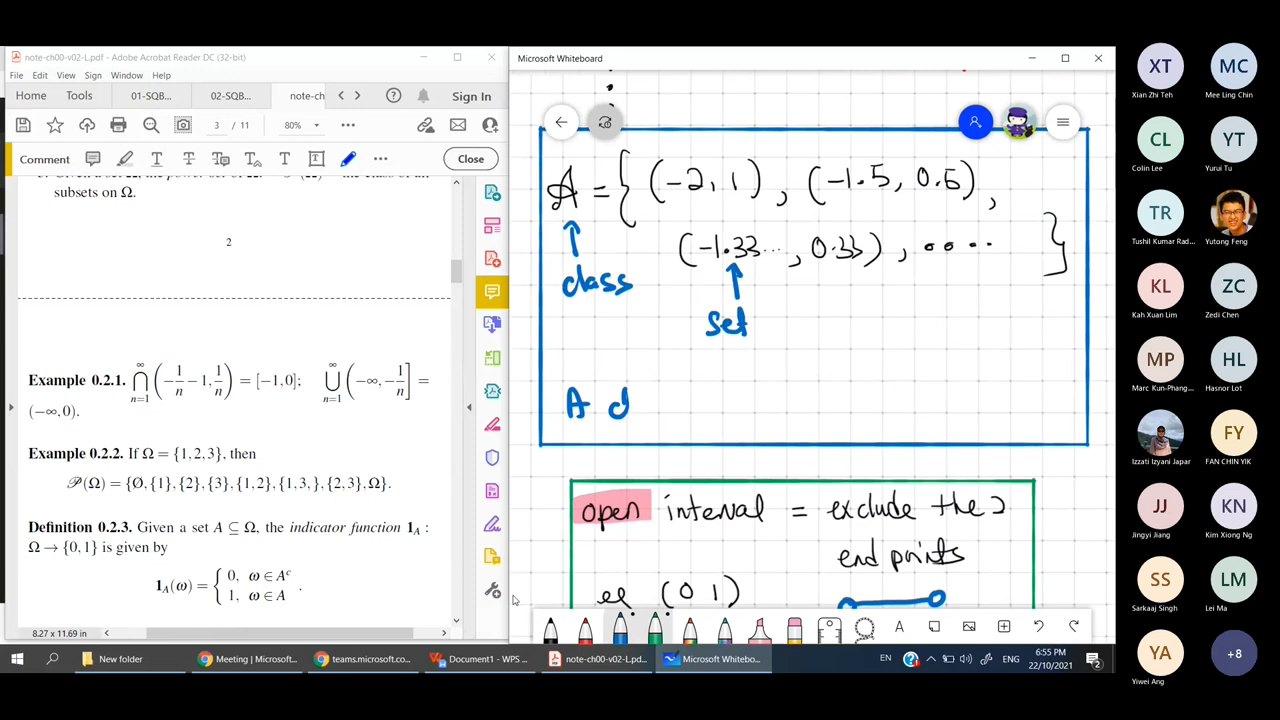 note-ch00-v02-L.pdf - Adobe Acrobat Reader DC (32-bit)
File Edit View Sign Window Help
Home Tools 01-SQB... 02-SQB... note-ch Sign In
3 / 11 80%
Comment Close
subsets on Ω.
2
Example 0.2.1. ⋂_{n=1}^{∞} (−1/n − 1, 1/n) = [−1,0]; ⋃_{n=1}^{∞} (−∞, −1/n] =
(−∞,0).
Example 0.2.2. If Ω = {1,2,3}, then
𝒫(Ω) = {Ø,{1},{2},{3},{1,2},{1,3,},{2,3},Ω}.
Definition 0.2.3. Given a set A ⊆ Ω, the indicator function 1_A :
Ω → {0,1} is given by
1_A(ω) = { 0, ω ∈ A^c
1, ω ∈ A .
8.27 x 11.69 in
Microsoft Whiteboard
𝒜 = { (-2, 1) , (-1.5, 0.5) ,
(-1.33... , 0.33) , .... }
class
set
A
open interval = exclude the 2
end points
(0 1)
XT MC
Xian Zhi Teh Mee Ling Chin
CL YT
Colin Lee Yurui Tu
TR
Tushil Kumar Rad... Yutong Feng
KL ZC
Kah Xuan Lim Zedi Chen
MP HL
Marc Kun-Phang... Hasnor Lot
FY
Izzati Izyani Japar FAN CHIN YIK
JJ KN
Jingyi Jiang Kim Xiong Ng
SS LM
Sarkaaj Singh Lei Ma
YA +8
Yiwei Ang
New folder Meeting | Microsoft... teams.microsoft.co... Document1 - WPS ... note-ch00-v02-L.pd... Microsoft Whitebo... EN ENG 6:55 PM
22/10/2021 2